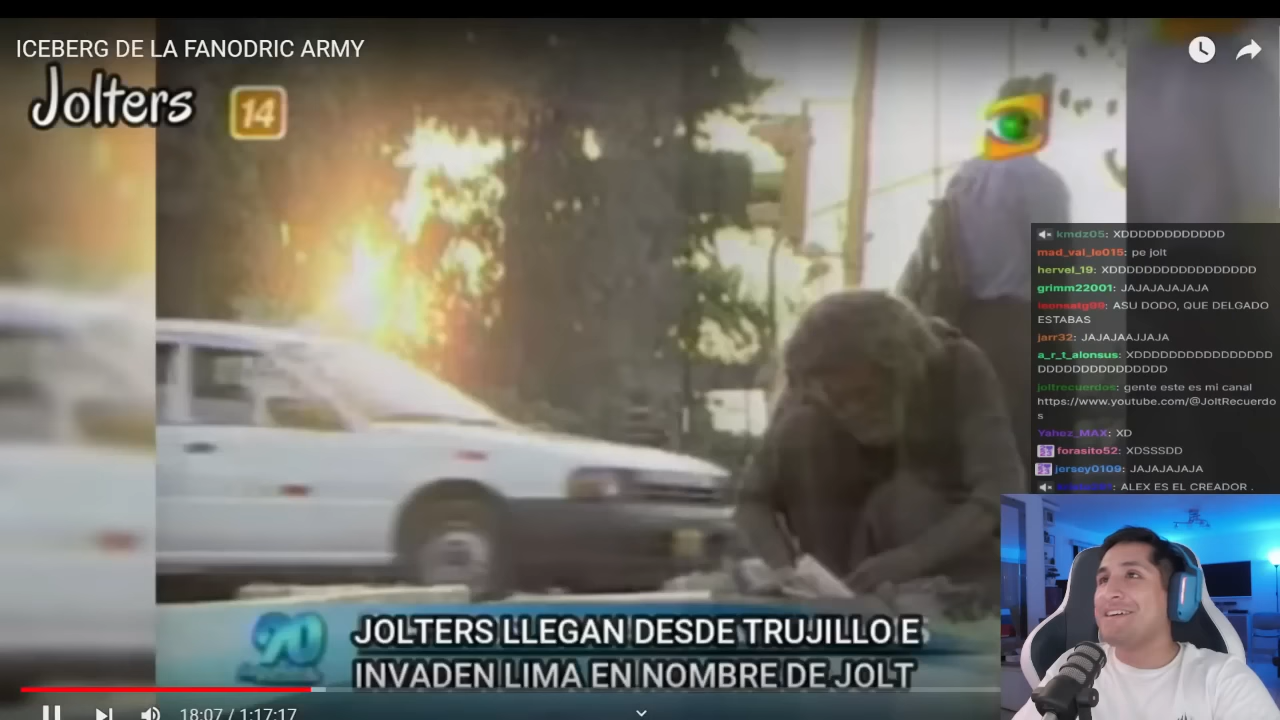 ICEBERG DE LA FANODRIC ARMY
Jolters
14
kmdz05: XDDDDDDDDDDDD
mad_val_le015: pe jolt
hervel_19: XDDDDDDDDDDDDDDDDD
grimm22001: JAJAJAJAJAJA
ASU DODO, QUE DELGADO
ESTABAS
jarr32: JAJAJAAJJAJA
a_r_t_alonsus: XDDDDDDDDDDDDDDDD
DDDDDDDDDDDDDDD
joltrecuerdos: gente este es mi canal
https://www.youtube.com/@JoltRecuerdo
s
Yahez_MAX: XD
forasito52: XDSSSDD
jersey0109: JAJAJAJAJA
ALEX ES EL CREADOR .
90
JOLTERS LLEGAN DESDE TRUJILLO E
INVADEN LIMA EN NOMBRE DE JOLT
18:07 / 1:17:17